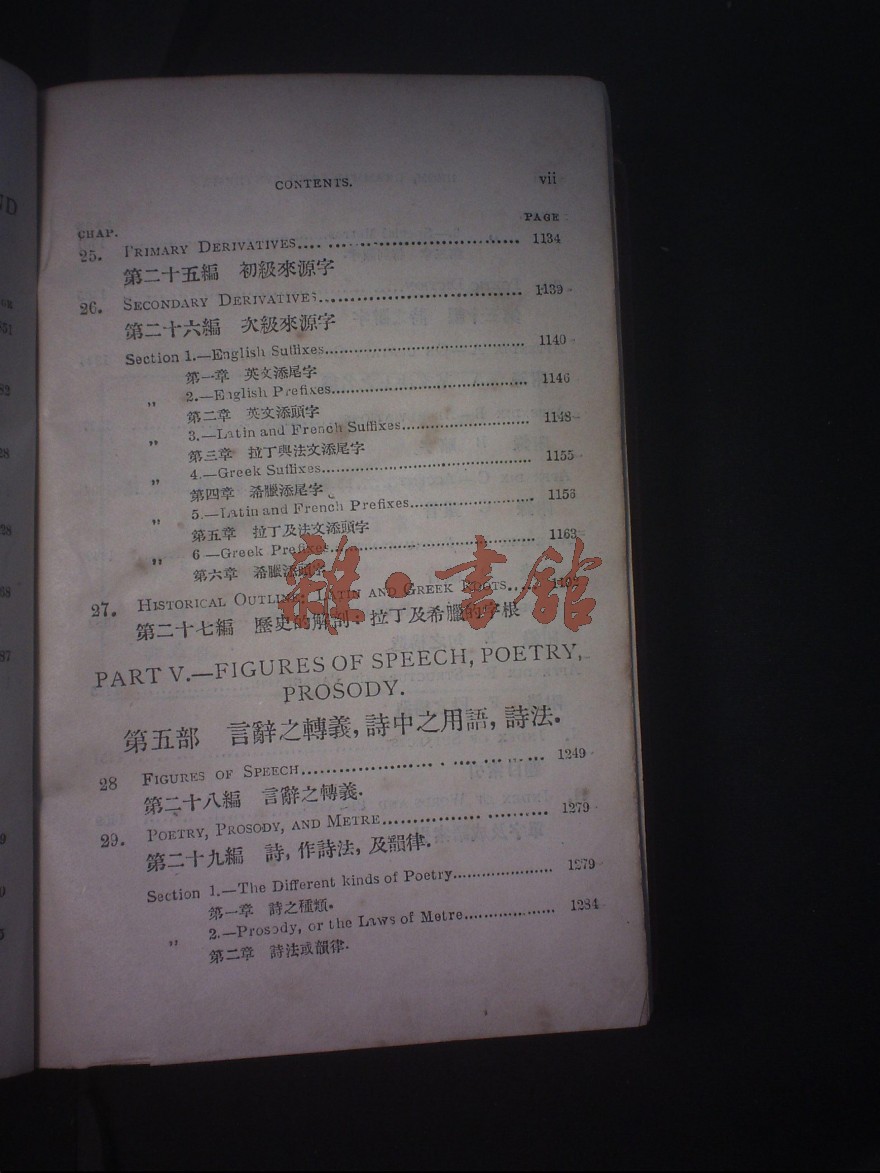 CONTENTS. vii
CHAP. PAGE
25. PRIMARY DERIVATIVES.... 1134
第二十五編 初級來源字
26. SECONDARY DERIVATIVES.... 1139
第二十六編 次級來源字
Section 1.—English Suffixes.... 1140
第一章 英文添尾字
„ 2.—English Prefixes.... 1146
第二章 英文添頭字
„ 3.—Latin and French Suffixes.... 1148
第三章 拉丁與法文添尾字
„ 4.—Greek Suffixes.... 1155
第四章 希臘添尾字
„ 5.—Latin and French Prefixes.... 1156
第五章 拉丁及法文添頭字
„ 6—Greek Prefixes.... 1163
第六章 希臘添頭字
27. HISTORICAL OUTLINE: LATIN AND GREEK ROOTS....
第二十七編 歷史的解剖：拉丁及希臘的字根
雜·書館
PART V.—FIGURES OF SPEECH, POETRY,
PROSODY.
第五部 言辭之轉義，詩中之用語，詩法.
28 FIGURES OF SPEECH.... 1249
第二十八編 言辭之轉義.
29. POETRY, PROSODY, AND METRE.... 1279
第二十九編 詩，作詩法，及韻律.
Section 1.—The Different kinds of Poetry.... 1279
第一章 詩之種類.
„ 2.—Prosody, or the Laws of Metre.... 1284
第二章 詩法或韻律.